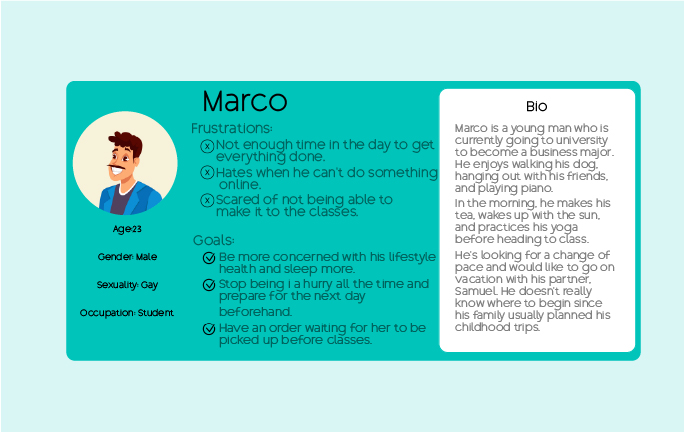 Marco
Frustrations:
x Not enough time in the day to get
everything done.
x Hates when he can't do something
online.
x Scared of not being able to
make it to the classes.
Goals:
Be more concerned with his lifestyle
health and sleep more.
Stop being i a hurry all the time and
prepare for the next day
beforehand.
Have an order waiting for her to be
picked up before classes.
Age:23
Gender: Male
Sexuality: Gay
Occupation: Student
Bio
Marco is a young man who is
currently going to university
to become a business major.
He enjoys walking his dog,
hanging out with his friends,
and playing piano.
In the morning, he makes his
tea, wakes up with the sun,
and practices his yoga
before heading to class.
He's looking for a change of
pace and would like to go on
vacation with his partner,
Samuel. He doesn't really
know where to begin since
his family usually planned his
childhood trips.